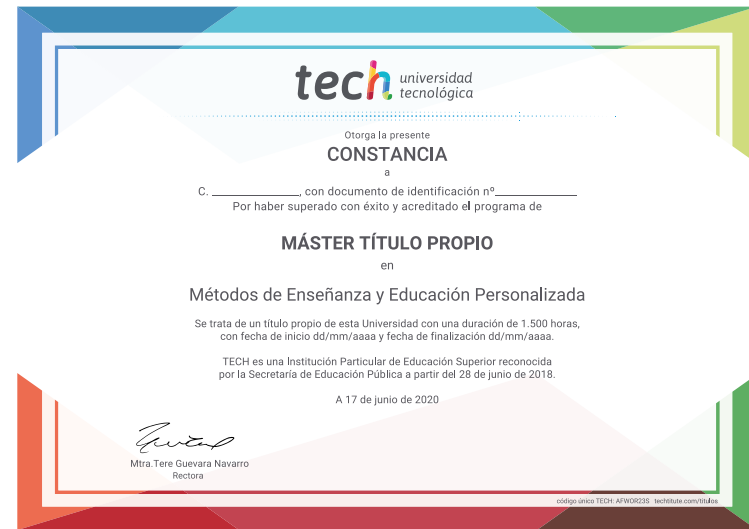 tech universidad
tecnológica
Otorga la presente
CONSTANCIA
a
C. ______________, con documento de identificación nº______________
Por haber superado con éxito y acreditado el programa de
MÁSTER TÍTULO PROPIO
en
Métodos de Enseñanza y Educación Personalizada
Se trata de un título propio de esta Universidad con una duración de 1.500 horas,
con fecha de inicio dd/mm/aaaa y fecha de finalización dd/mm/aaaa.
TECH es una Institución Particular de Educación Superior reconocida
por la Secretaría de Educación Pública a partir del 28 de junio de 2018.
A 17 de junio de 2020
Mtra.Tere Guevara Navarro
Rectora
código único TECH: AFWOR23S techtitute.com/titulos